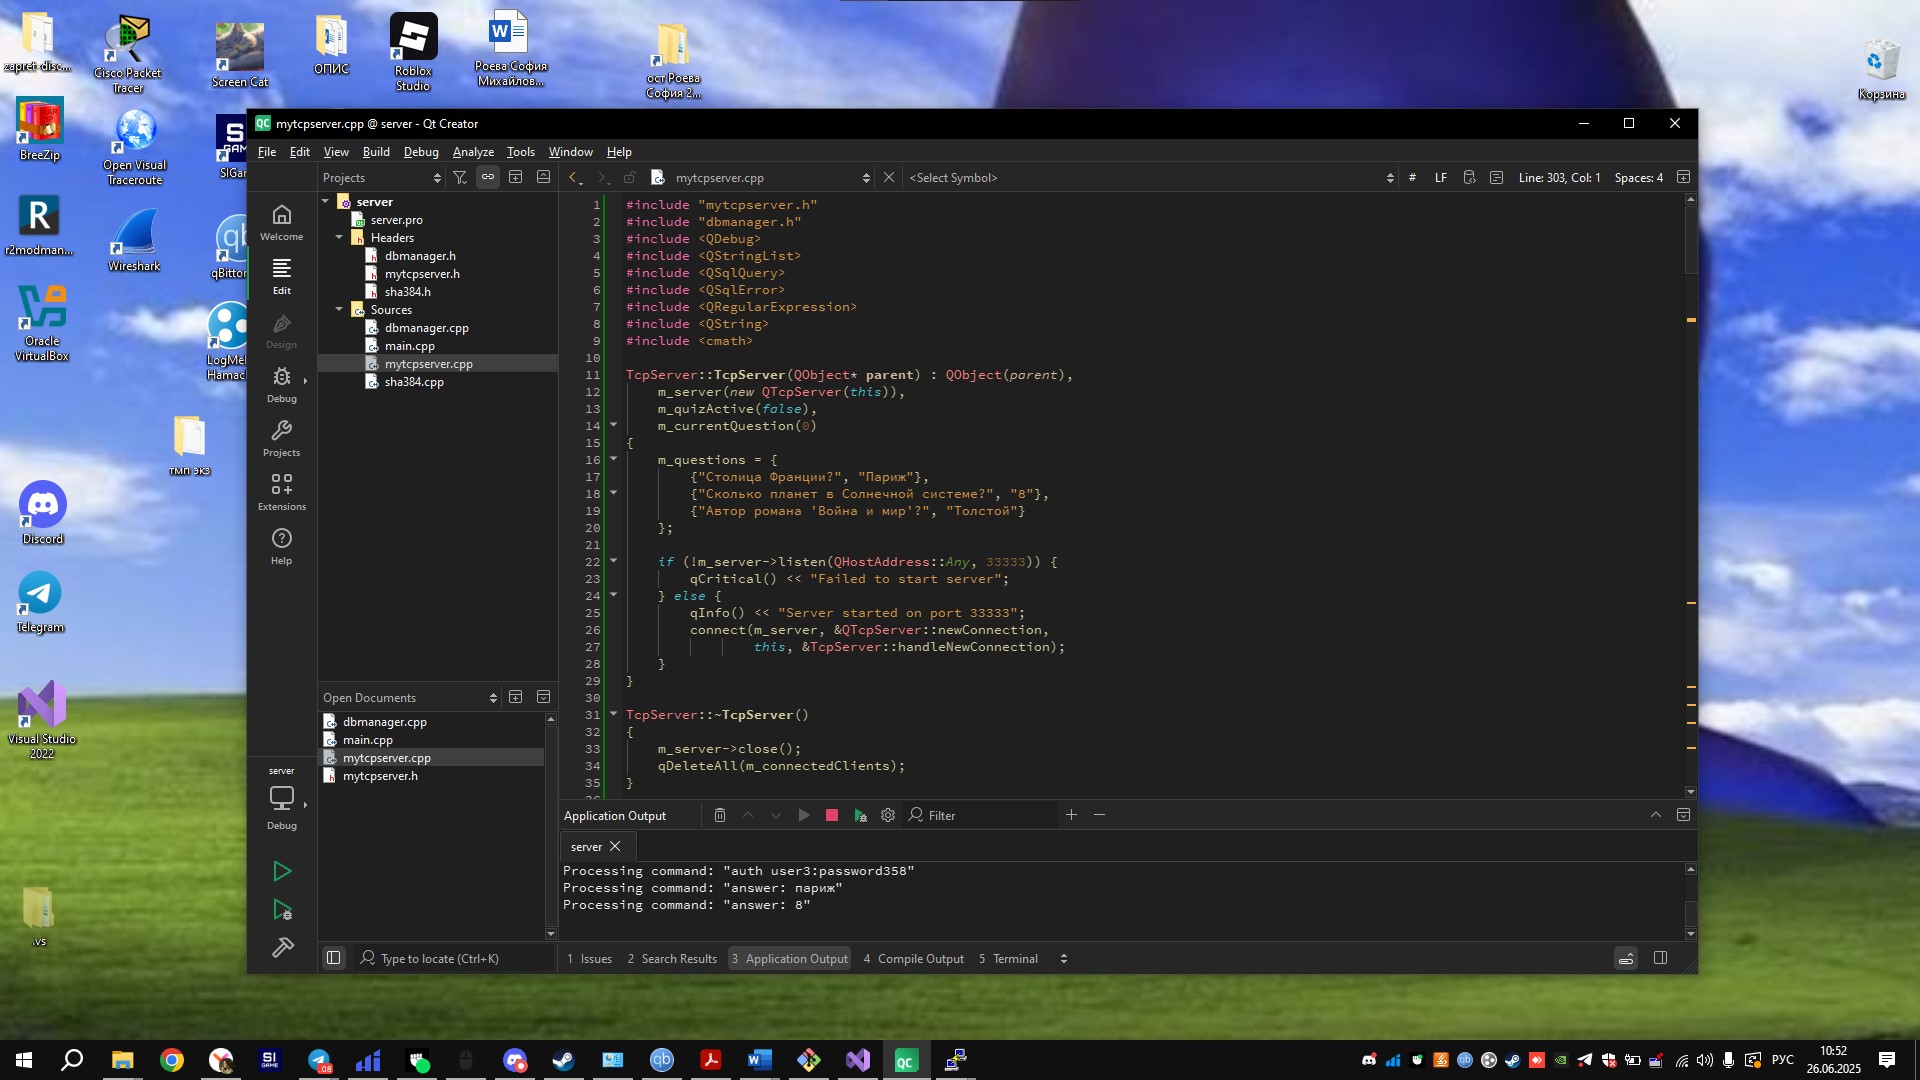 zapret-disc...
Cisco Packet
Tracer
Screen Cat
ОПИС
Roblox
Studio
Роева София
Михайлов...
ост Роева
София 2...
Корзина
BreeZip
Open Visual
Traceroute
SIGa
r2modman...
Wireshark
qBittor
Oracle
VirtualBox
LogMeI
Hamac
тмп экз
Discord
Telegram
Visual Studio
2022
.vs
mytcpserver.cpp @ server - Qt Creator
File Edit View Build Debug Analyze Tools Window Help
Projects
mytcpserver.cpp
<Select Symbol>
# LF Line: 303, Col: 1 Spaces: 4
Welcome
Edit
Design
Debug
Projects
Extensions
Help
server
Debug
server
server.pro
Headers
dbmanager.h
mytcpserver.h
sha384.h
Sources
dbmanager.cpp
main.cpp
mytcpserver.cpp
sha384.cpp
Open Documents
dbmanager.cpp
main.cpp
mytcpserver.cpp
mytcpserver.h
1 #include "mytcpserver.h"
2 #include "dbmanager.h"
3 #include <QDebug>
4 #include <QStringList>
5 #include <QSqlQuery>
6 #include <QSqlError>
7 #include <QRegularExpression>
8 #include <QString>
9 #include <cmath>
10
11 TcpServer::TcpServer(QObject* parent) : QObject(parent),
12 m_server(new QTcpServer(this)),
13 m_quizActive(false),
14 m_currentQuestion(0)
15 {
16 m_questions = {
17 {"Столица Франции?", "Париж"},
18 {"Сколько планет в Солнечной системе?", "8"},
19 {"Автор романа 'Война и мир'?", "Толстой"}
20 };
21
22 if (!m_server->listen(QHostAddress::Any, 33333)) {
23 qCritical() << "Failed to start server";
24 } else {
25 qInfo() << "Server started on port 33333";
26 connect(m_server, &QTcpServer::newConnection,
27 this, &TcpServer::handleNewConnection);
28 }
29 }
30
31 TcpServer::~TcpServer()
32 {
33 m_server->close();
34 qDeleteAll(m_connectedClients);
35 }
Application Output
Filter
server
Processing command: "auth user3:password358"
Processing command: "answer: париж"
Processing command: "answer: 8"
Type to locate (Ctrl+K)
1 Issues 2 Search Results 3 Application Output 4 Compile Output 5 Terminal
РУС
10:52
26.06.2025